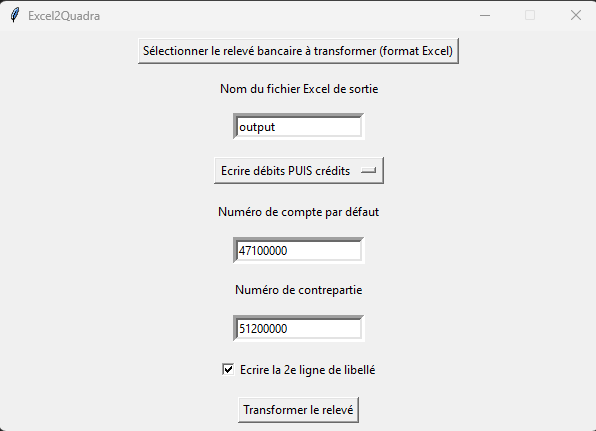 Excel2Quadra
Sélectionner le relevé bancaire à transformer (format Excel)
Nom du fichier Excel de sortie
output
Ecrire débits PUIS crédits
Numéro de compte par défaut
47100000
Numéro de contrepartie
51200000
Ecrire la 2e ligne de libellé
Transformer le relevé